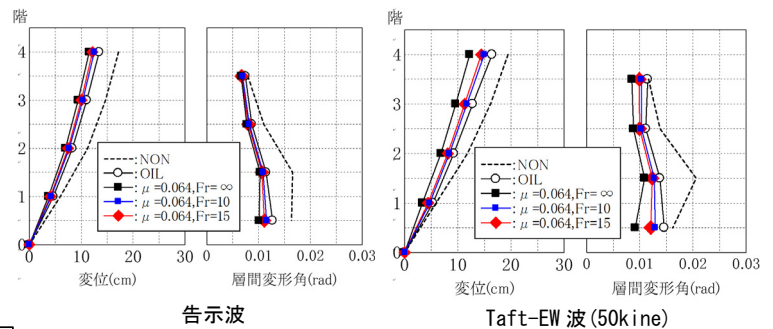 階
4
3
2
1
0
0 10 20 30
変位(cm)
0 0.01 0.02 0.03
層間変形角(rad)
:NON
:OIL
:μ=0.064,Fr=∞
:μ=0.064,Fr=10
:μ=0.064,Fr=15
告示波
階
4
3
2
1
0
0 10 20 30
変位(cm)
0 0.01 0.02 0.03
層間変形角(rad)
:NON
:OIL
:μ=0.064,Fr=∞
:μ=0.064,Fr=10
:μ=0.064,Fr=15
Taft-EW波(50kine)